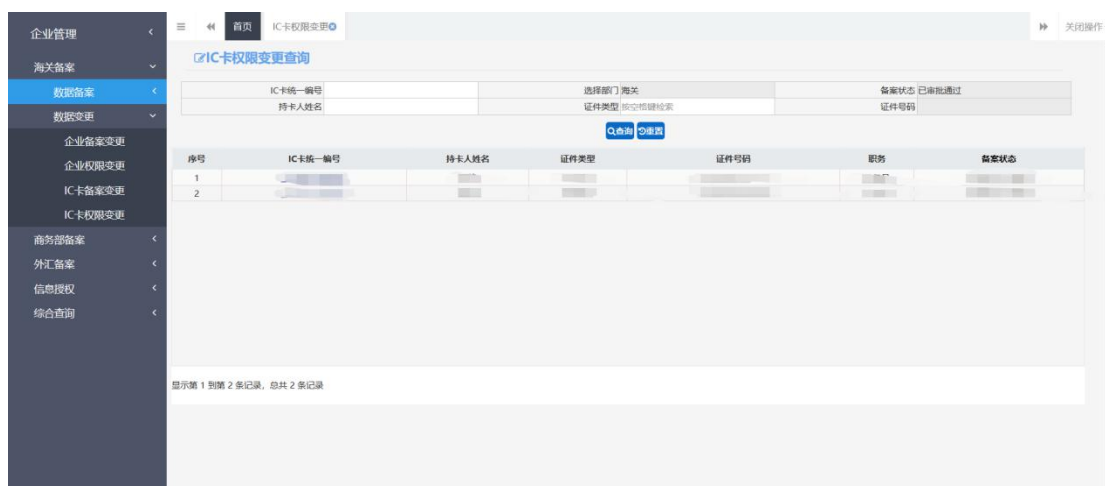 企业管理
首页 IC卡权限变更 关闭操作
海关备案
数据备案
数据变更
企业备案变更
企业权限变更
IC卡备案变更
IC卡权限变更
商务部备案
外汇备案
信息授权
综合查询
IC卡权限变更查询
IC卡统一编号 选择部门 海关 备案状态 已审批通过
持卡人姓名 证件类型 按空格键检索 证件号码
查询 重置
序号 IC卡统一编号 持卡人姓名 证件类型 证件号码 职务 备案状态
1
2
显示第 1 到第 2 条记录，总共 2 条记录